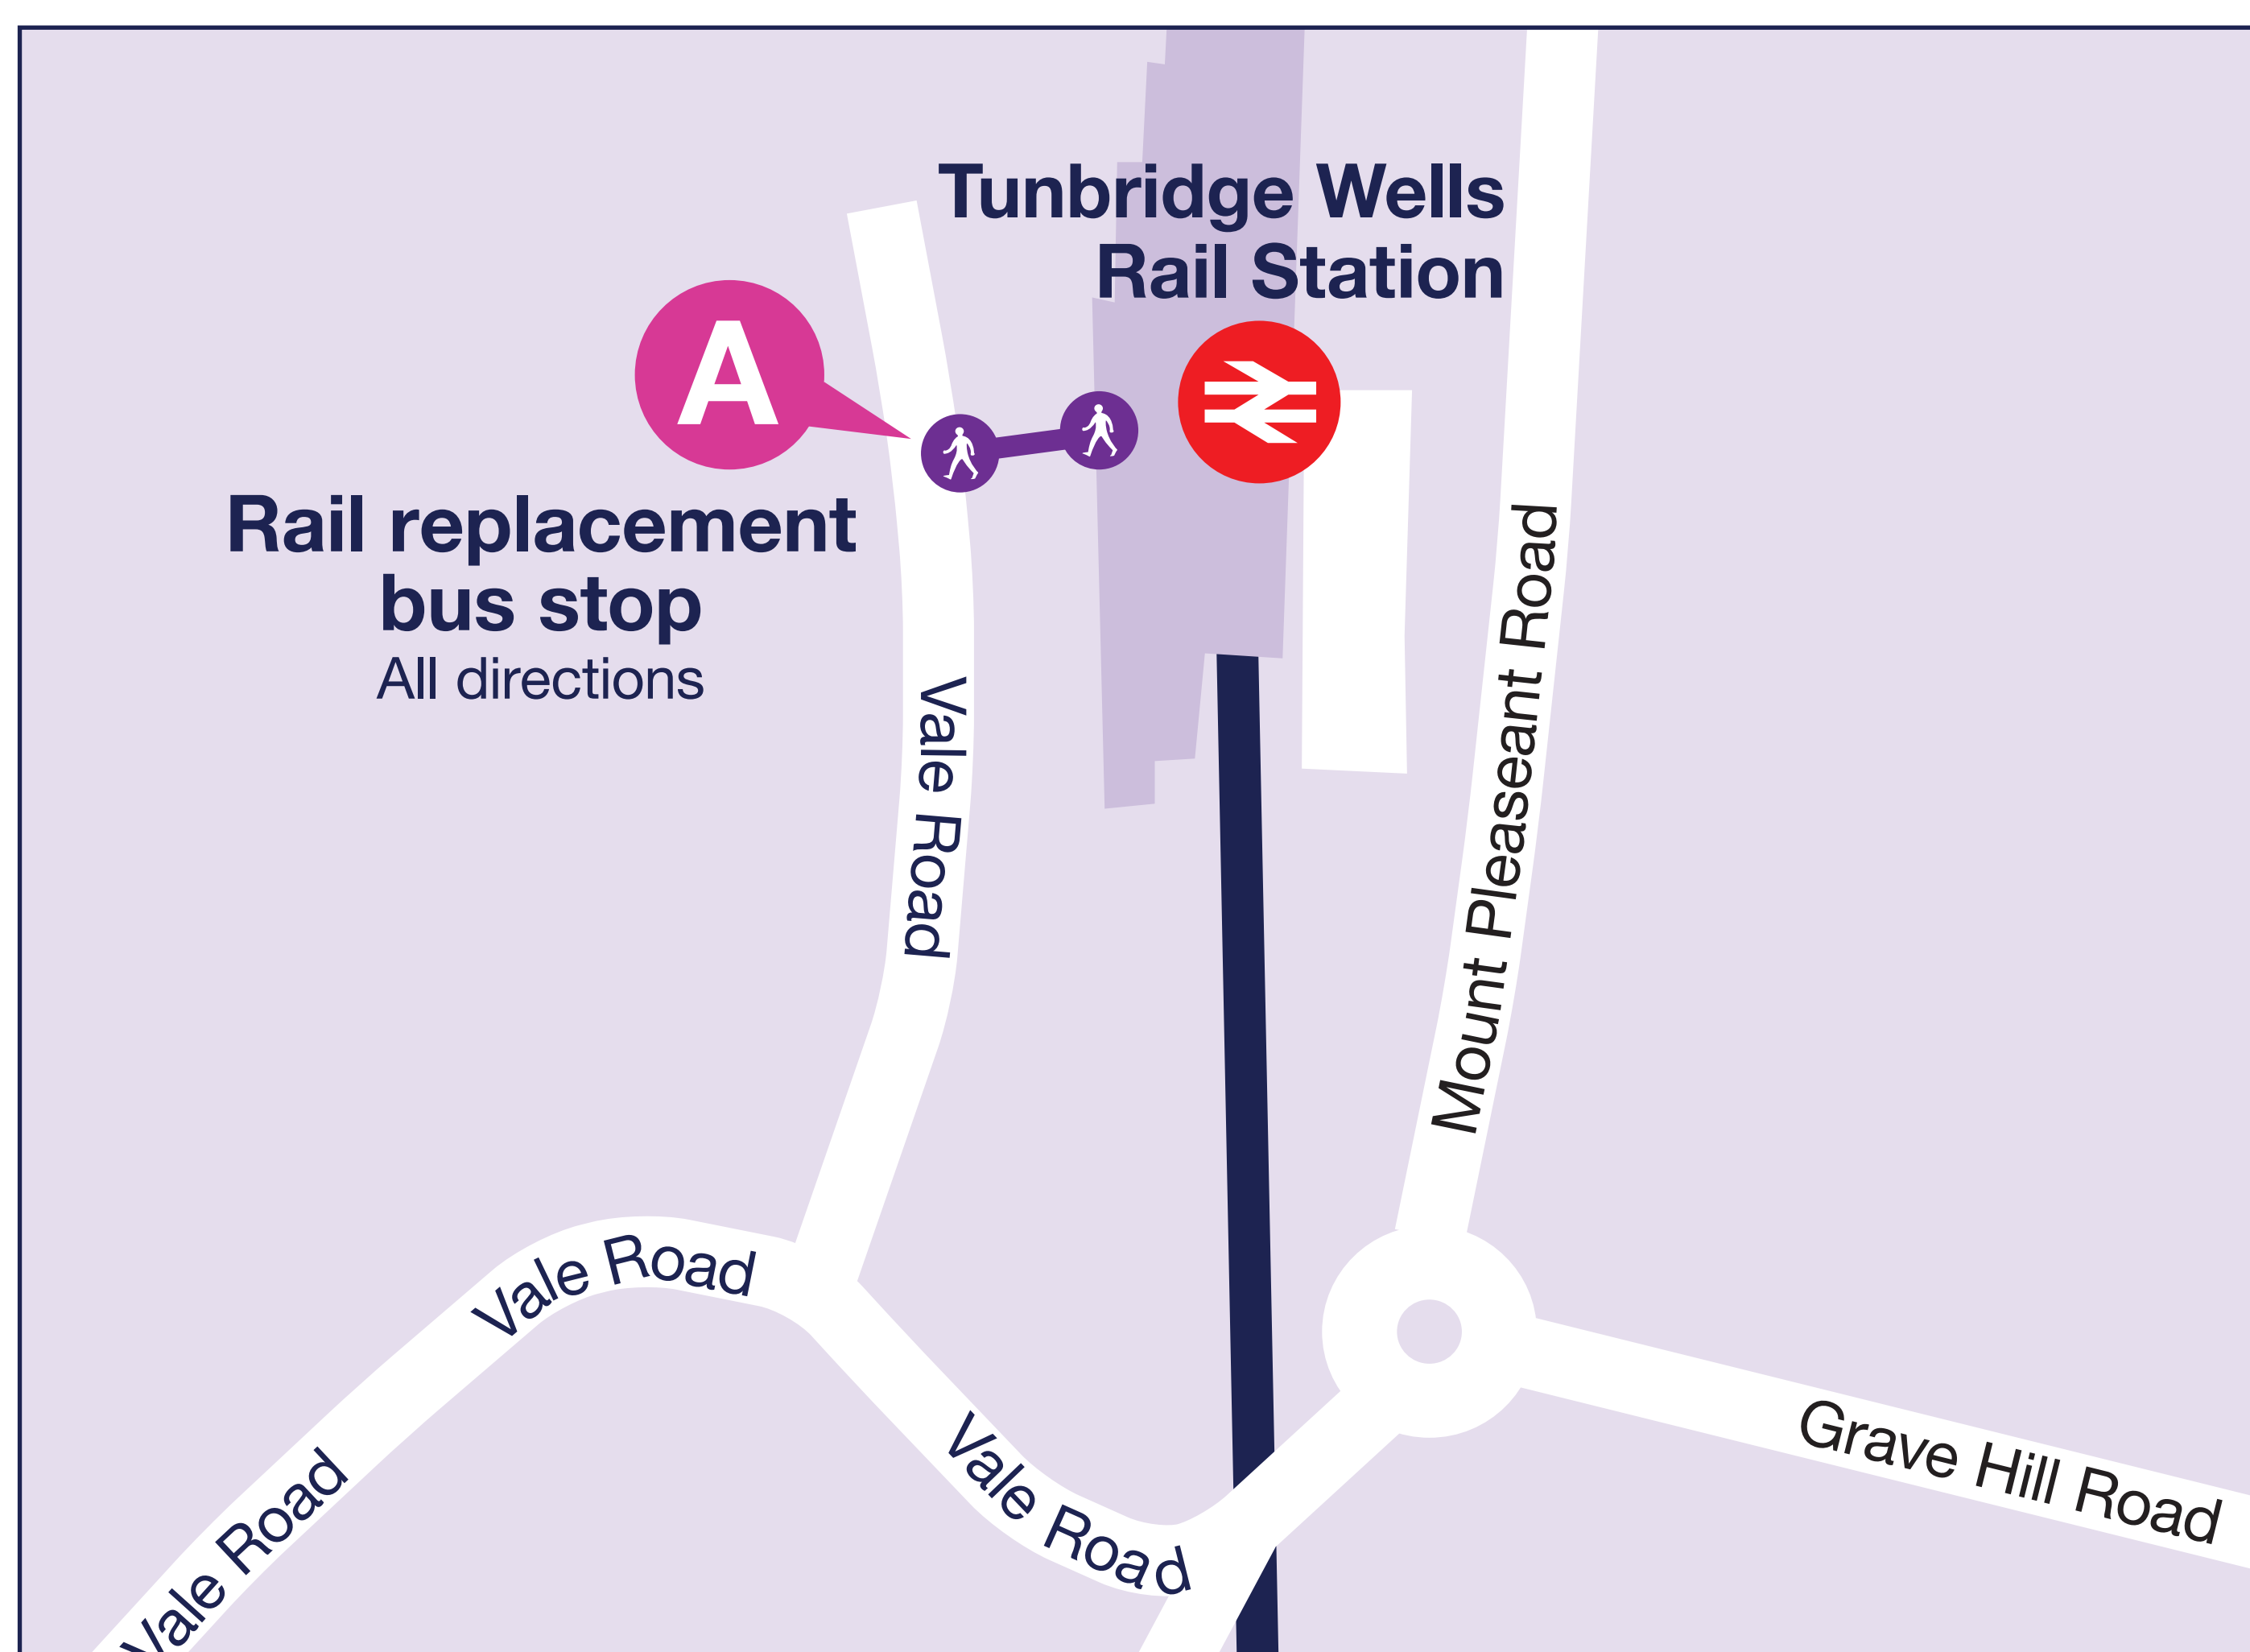 Tunbridge Wells
Rail Station
A
Rail replacement
bus stop
All directions
Vale Road
Mount Pleaseant Road
Vale Road
Vale Road
Vale Road
Grave Hill Road